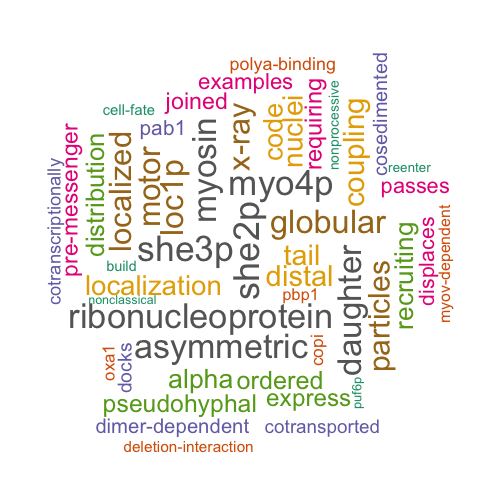 polya-binding
examples
cell-fate
joined
pab1
x-ray
code
nuclei
requiring
nonprocessive
coupling
cosedimented
reenter
passes
cotranscriptionally
pre-messenger
distribution
localized
motor
loc1p
myosin
myo4p
she2p
globular
she3p
tail
distal
daughter
particles
recruiting
displaces
myov-dependent
build
localization
nonclassical
pbp1
ribonucleoprotein
asymmetric
copi
oxa1
docks
alpha
ordered
puf6p
pseudohyphal
express
dimer-dependent
cotransported
deletion-interaction